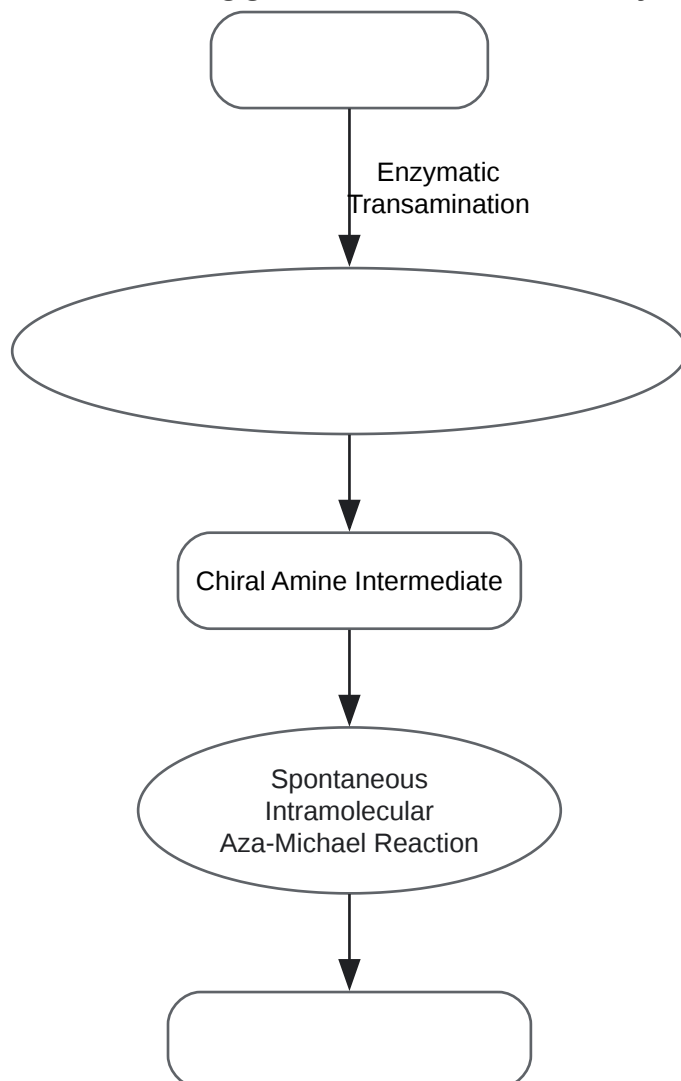 Enzymatic
Transamination
Chiral Amine Intermediate
Spontaneous
Intramolecular
Aza-Michael Reaction